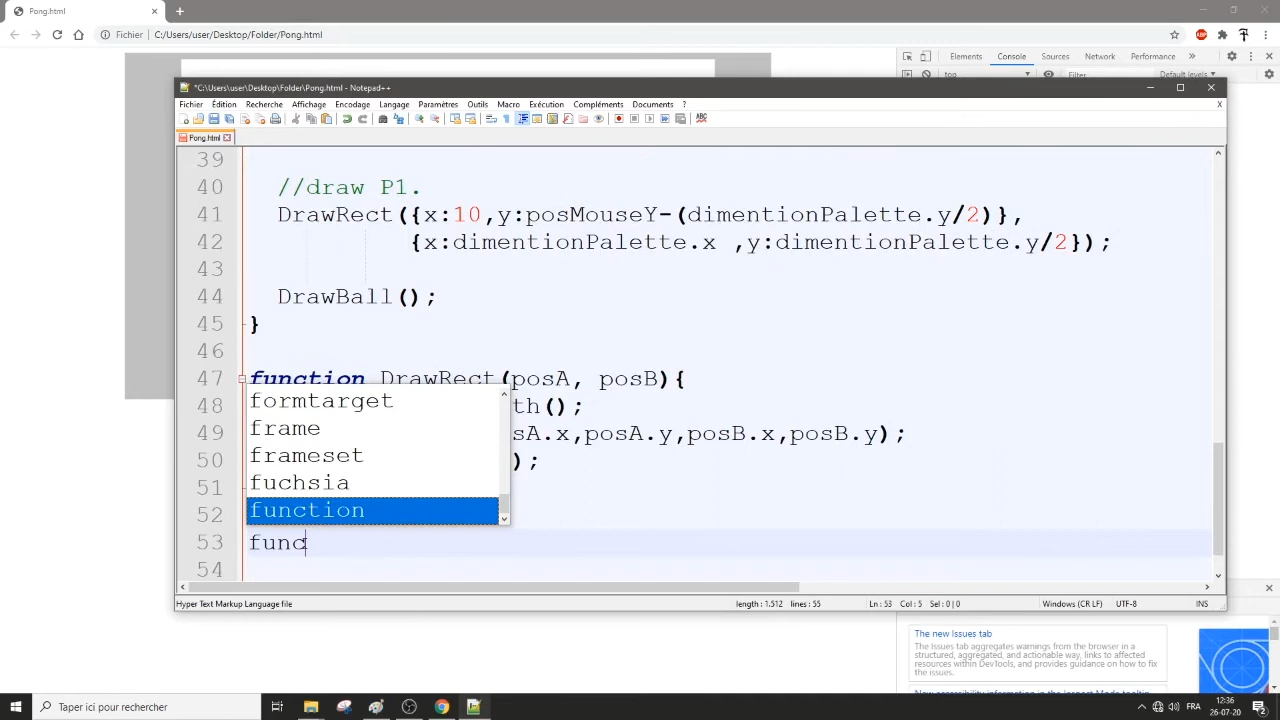 Pong.html
Fichier
C:/Users/user/Desktop/Folder/Pong.html
Elements Console Sources Network Performance
top Filter Default levels
*C:\Users\user\Desktop\Folder\Pong.html - Notepad++
Fichier Édition Recherche Affichage Encodage Langage Paramètres Outils Macro Exécution Compléments Documents ?
Pong.html
39
40 //draw P1.
41 DrawRect({x:10,y:posMouseY-(dimentionPalette.y/2)},
42 {x:dimentionPalette.x ,y:dimentionPalette.y/2});
43
44 DrawBall();
45 }
46
47 function DrawRect(posA, posB){
48 th();
49 sA.x,posA.y,posB.x,posB.y);
50 );
51
52
53 func
54
formtarget
frame
frameset
fuchsia
function
Hyper Text Markup Language file length : 1.512 lines : 55 Ln : 53 Col : 5 Sel : 0 | 0 Windows (CR LF) UTF-8 INS
The new Issues tab
The Issues tab aggregates warnings from the browser in a
structured, aggregated, and actionable way, links to affected
resources within DevTools, and provides guidance on how to fix
the issues.
Taper ici pour rechercher
FRA
12:36
26-07-20
2